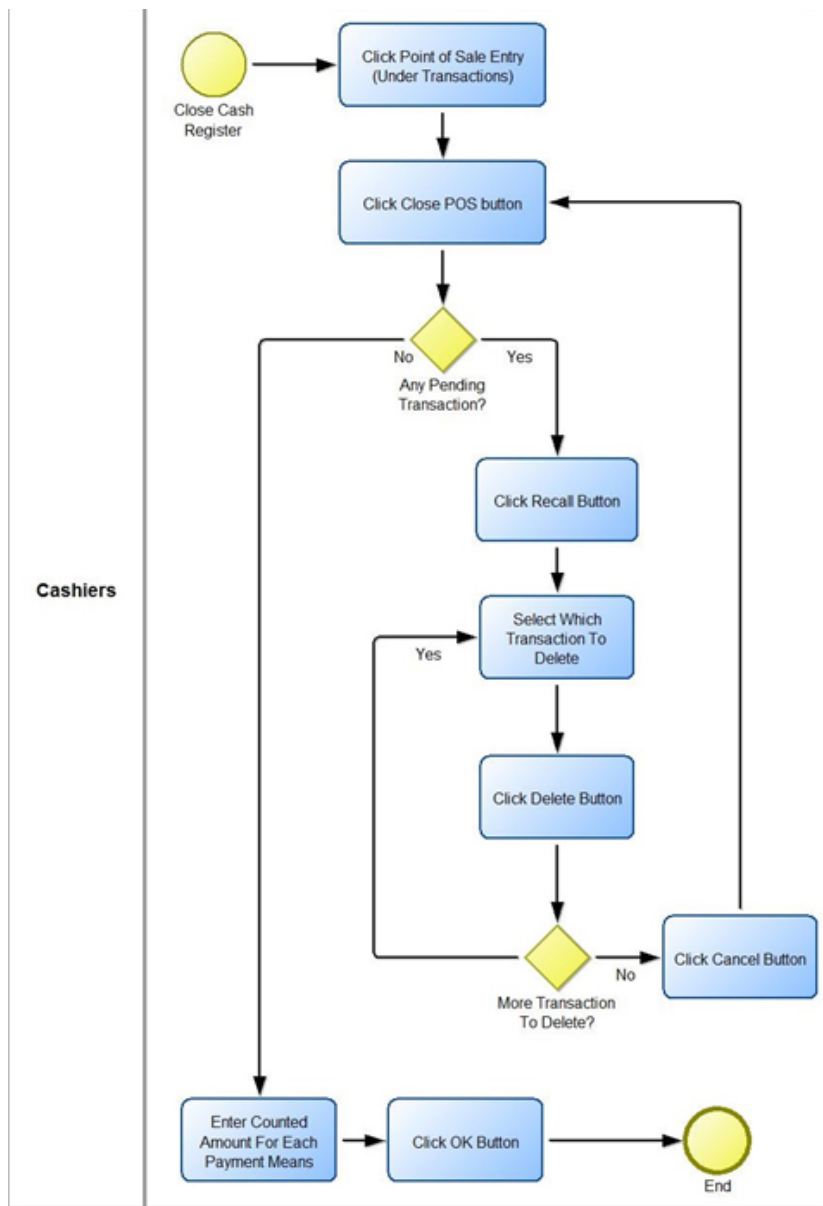 Click Point of Sale Entry
(Under Transactions)
Close Cash
Register
Click Close POS button
No
Yes
Any Pending
Transaction?
Click Recall Button
Cashiers
Select Which
Transaction To
Delete
Yes
Click Delete Button
Click Cancel Button
No
More Transaction
To Delete?
Enter Counted
Amount For Each
Payment Means
Click OK Button
End